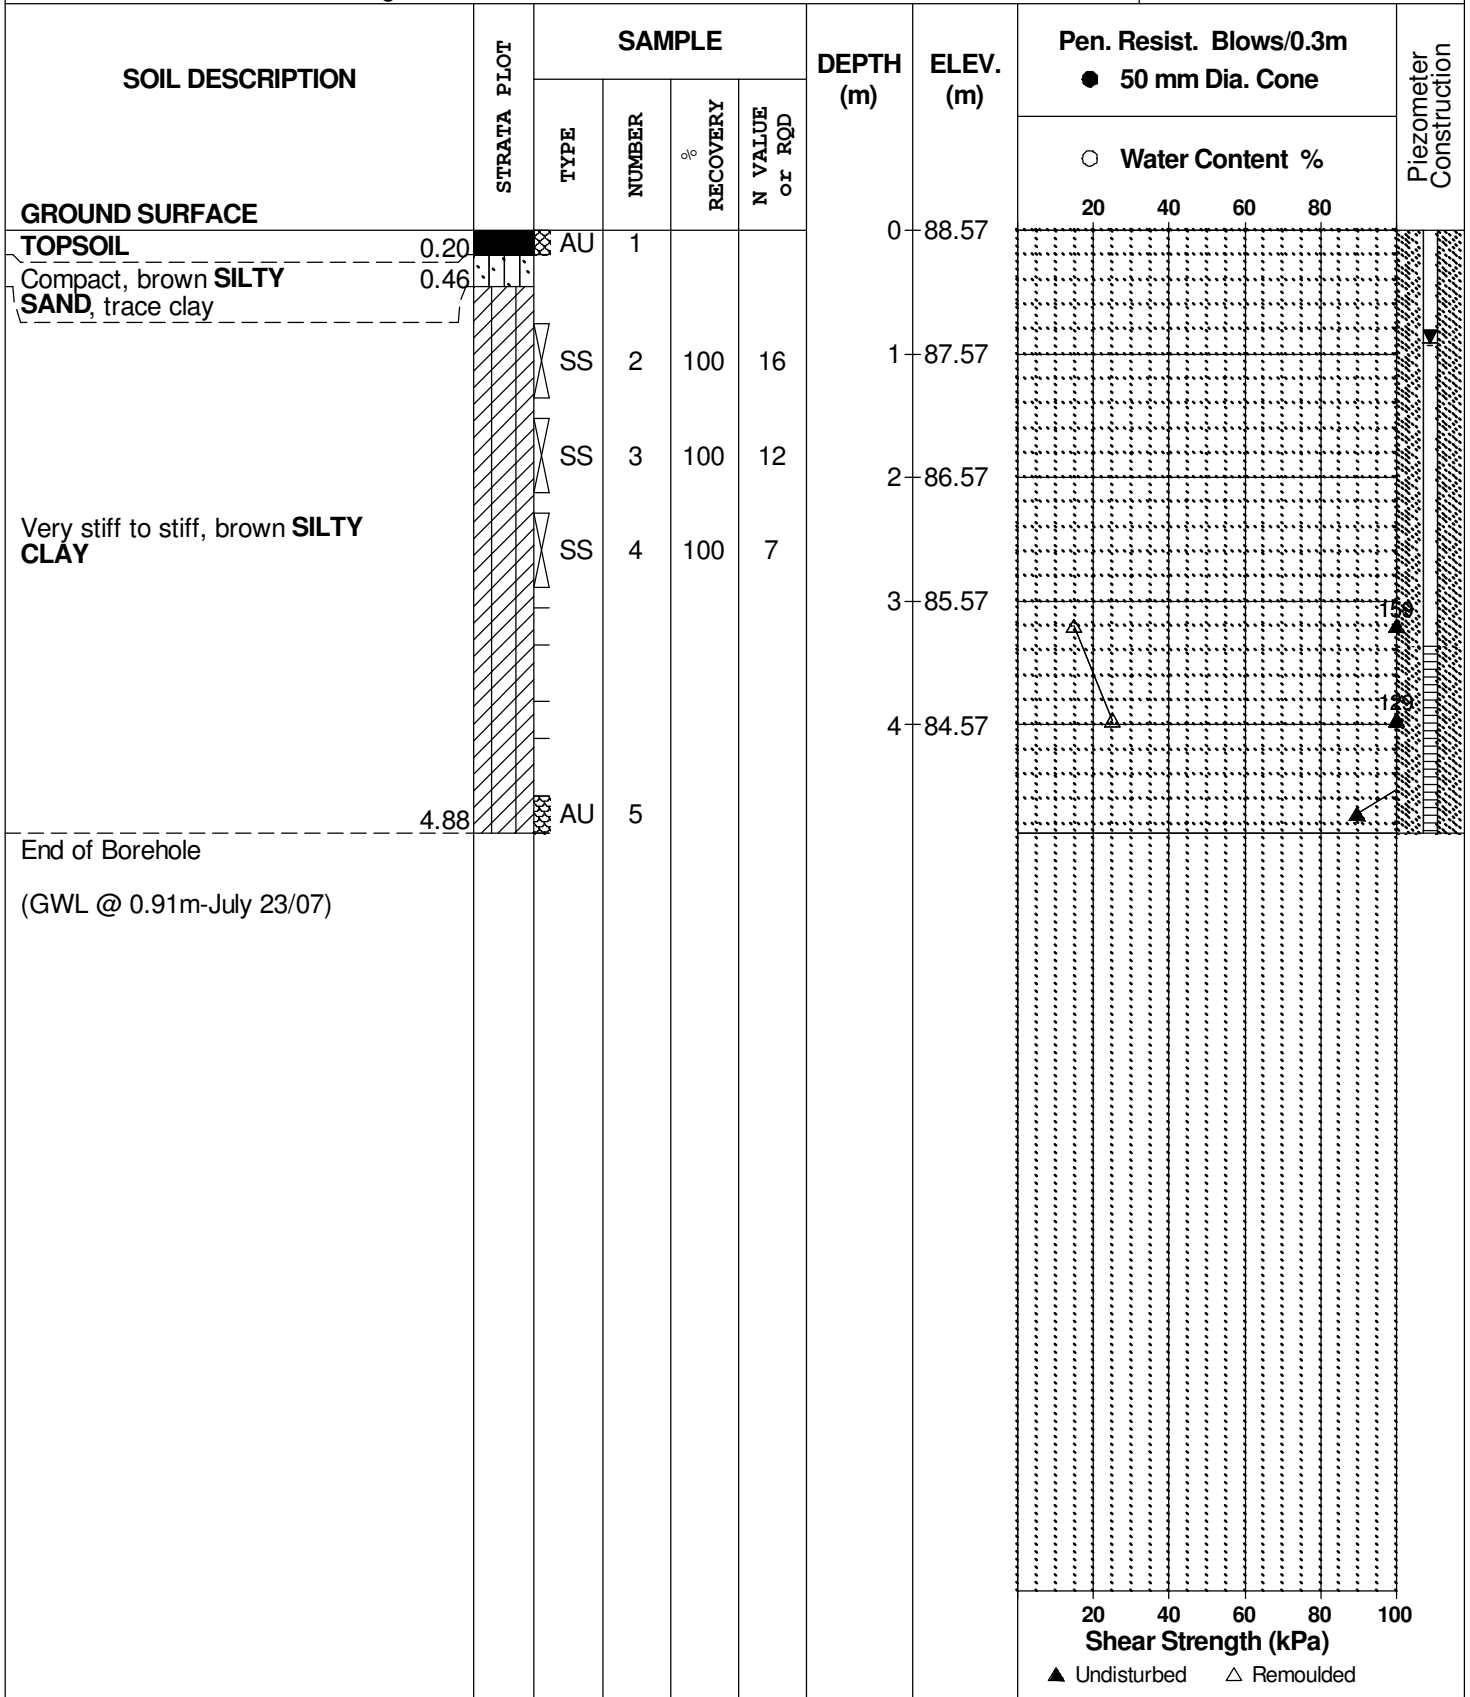 SOIL DESCRIPTION
STRATA PLOT
SAMPLE
TYPE
NUMBER
% RECOVERY
N VALUE or RQD
DEPTH (m)
ELEV. (m)
Pen. Resist. Blows/0.3m
● 50 mm Dia. Cone
○ Water Content %
Piezometer Construction
20 40 60 80
GROUND SURFACE
0 88.57
TOPSOIL 0.20 AU 1
Compact, brown SILTY 0.46
SAND, trace clay
SS 2 100 16
1 87.57
SS 3 100 12
2 86.57
Very stiff to stiff, brown SILTY
CLAY
SS 4 100 7
3 85.57
129
4 84.57
4.88 AU 5
End of Borehole
(GWL @ 0.91m-July 23/07)
20 40 60 80 100
Shear Strength (kPa)
▲ Undisturbed △ Remoulded